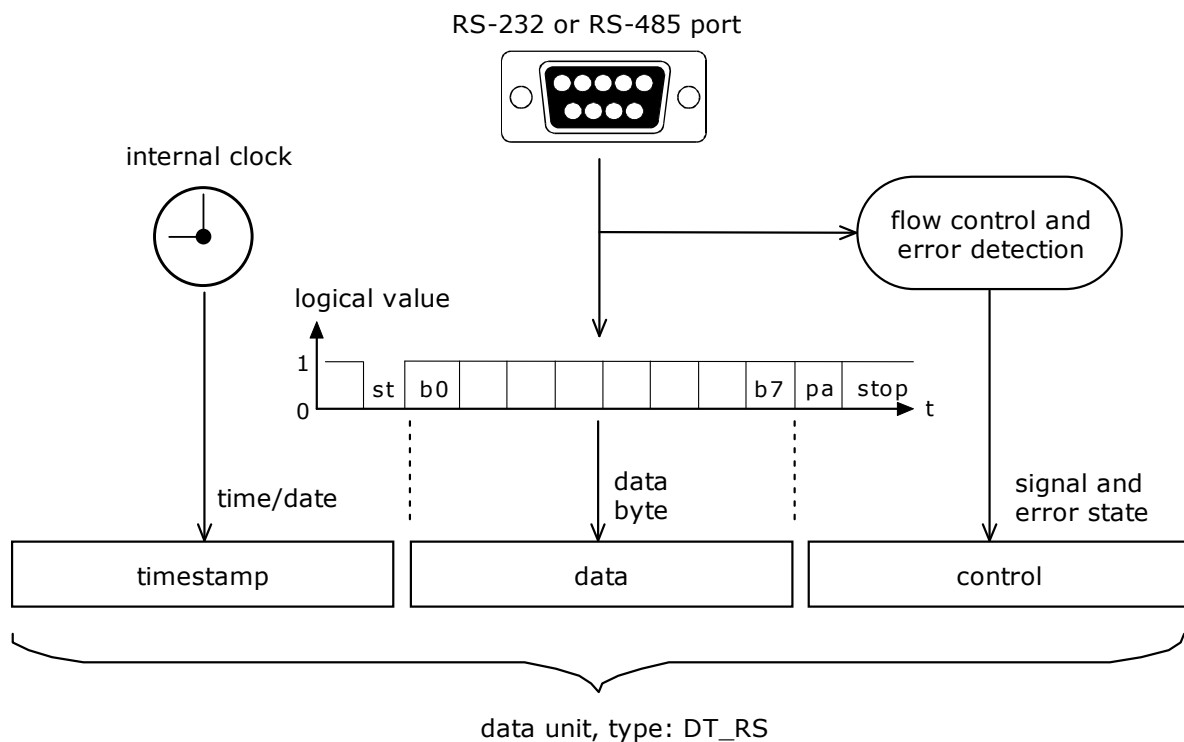 RS-232 or RS-485 port
internal clock
flow control and
error detection
logical value
1
st b0 b7 pa stop
0
t
time/date
data
byte
signal and
error state
timestamp
data
control
data unit, type: DT_RS